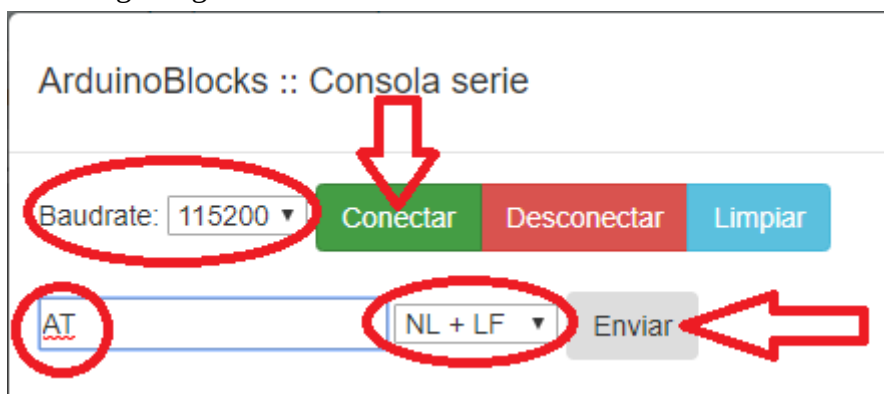 ArduinoBlocks :: Consola serie
Baudrate: 115200 Conectar Desconectar Limpiar
AT NL + LF Enviar